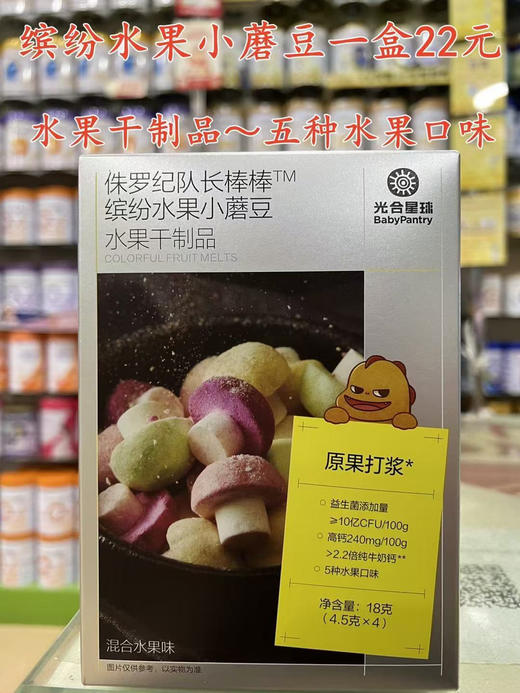 缤纷水果小蘑豆一盒22元
水果干制品～五种水果口味
侏罗纪队长棒棒™
缤纷水果小蘑豆
水果干制品
COLORFUL FRUIT MELTS
光合星球
BabyPantry
原果打浆*
益生菌添加量
≥10亿CFU/100g
高钙240mg/100g
>2.2倍纯牛奶钙**
5种水果口味
净含量：18克
（4.5克×4）
混合水果味
图片仅供参考，以实物为准